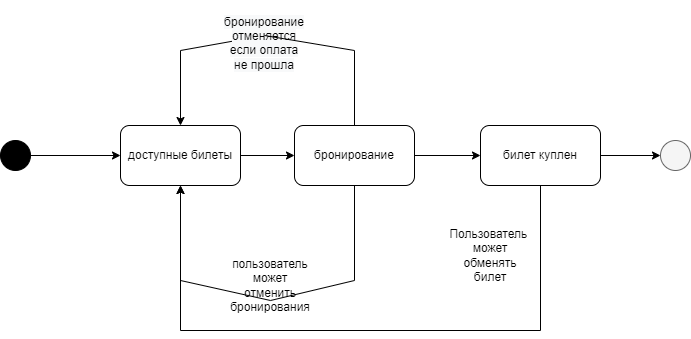 бронирование
отменяется
если оплата
не прошла
доступные билеты
бронирование
билет куплен
Пользователь
может
обменять
билет
пользователь
может
отменить
бронирования